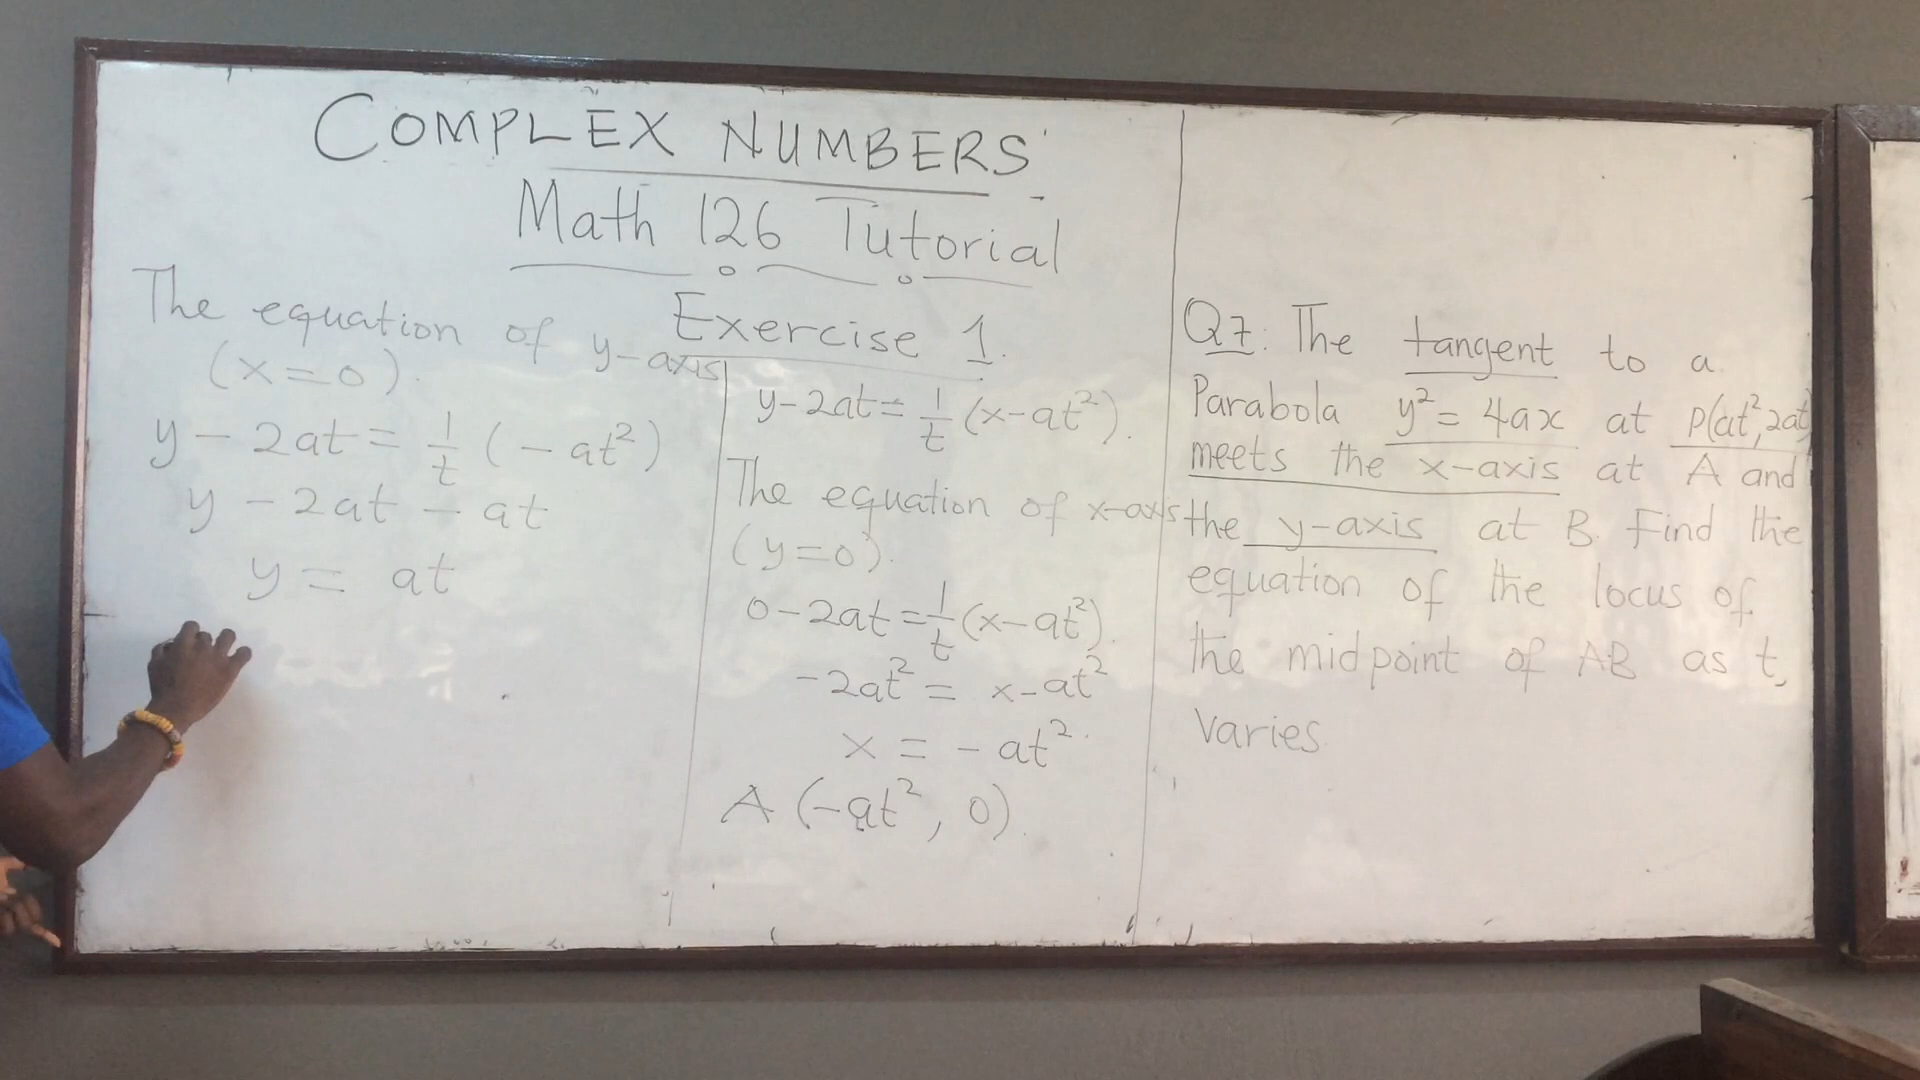 COMPLEX NUMBERS
Math 126 Tutorial
Exercise 1.
The equation of y-axis
(x=0).
y - 2at = 1/t (-at²)
y - 2at - at
y = at
y-2at = 1/t (x-at²).
The equation of x-axis
(y=0).
0-2at = 1/t (x-at²).
-2at² = x-at²
x = -at².
A (-at², 0).
Q7: The tangent to a
Parabola y² = 4ax at P(at², 2at)
meets the x-axis at A and
the y-axis at B. Find the
equation of the locus of
the midpoint of AB as t,
varies